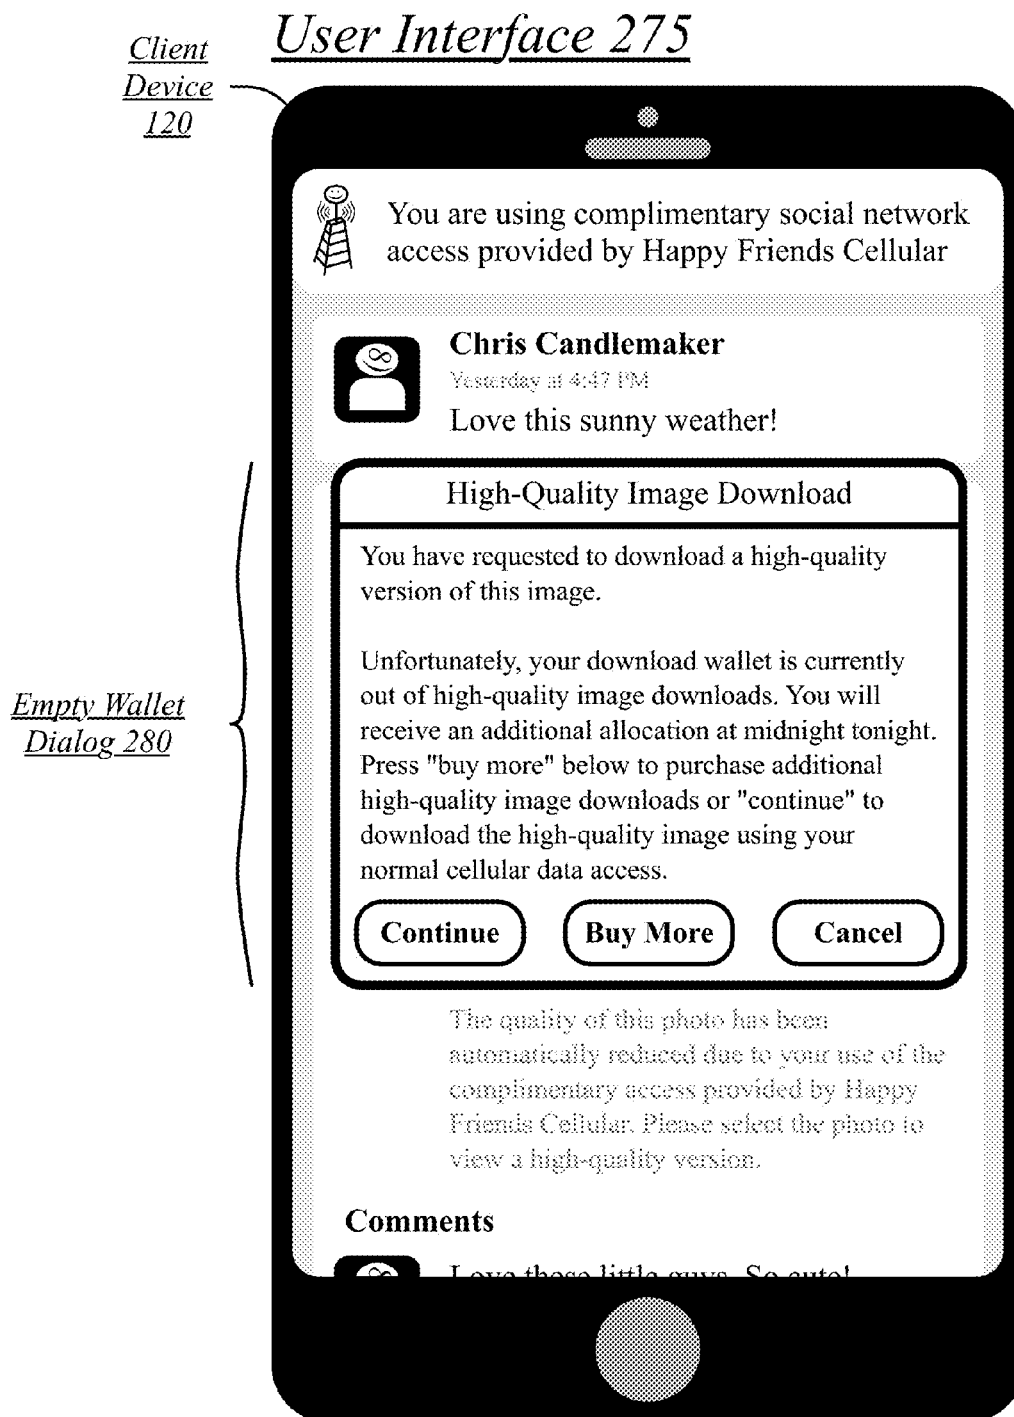 User Interface 275
Client
Device
120
You are using complimentary social network
access provided by Happy Friends Cellular
Chris Candlemaker
Yesterday at 4:47 PM
Love this sunny weather!
High-Quality Image Download
You have requested to download a high-quality
version of this image.
Unfortunately, your download wallet is currently
out of high-quality image downloads. You will
receive an additional allocation at midnight tonight.
Press "buy more" below to purchase additional
high-quality image downloads or "continue" to
download the high-quality image using your
normal cellular data access.
Continue
Buy More
Cancel
Empty Wallet
Dialog 280
The quality of this photo has been
automatically reduced due to your use of the
complimentary access provided by Happy
Friends Cellular. Please select the photo to
view a high-quality version.
Comments
Love these little guys. So cute!